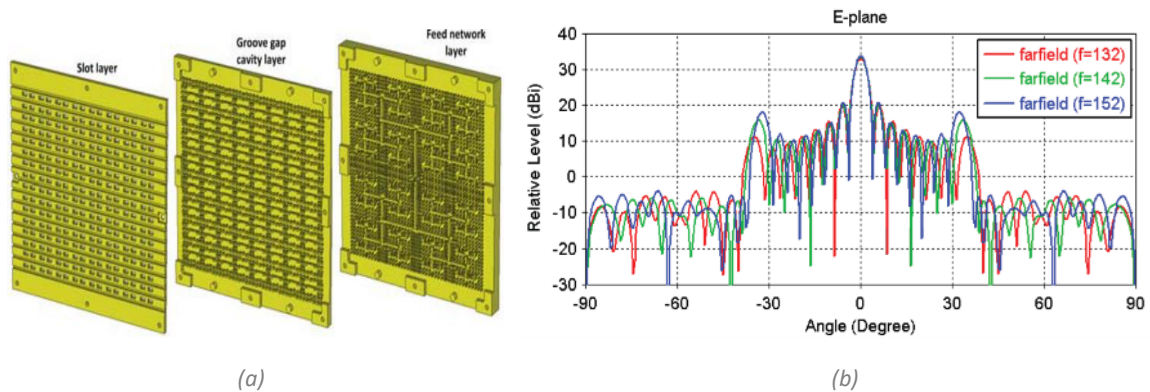 Slot layer
Groove gap
cavity layer
Feed network
layer
(a)
E-plane
farfield (f=132)
farfield (f=142)
farfield (f=152)
Relative Level (dBi)
40
30
20
10
0
-10
-20
-30
-90
-60
-30
0
30
60
90
Angle (Degree)
(b)